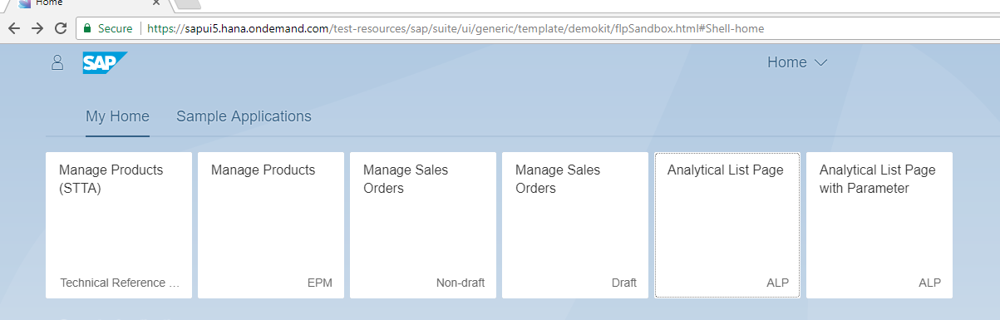 Home
Secure https://sapui5.hana.ondemand.com/test-resources/sap/suite/ui/generic/template/demokit/flpSandbox.html#Shell-home
SAP
Home
My Home
Sample Applications
Manage Products
(STTA)
Technical Reference ...
Manage Products
EPM
Manage Sales
Orders
Non-draft
Manage Sales
Orders
Draft
Analytical List Page
ALP
Analytical List Page
with Parameter
ALP